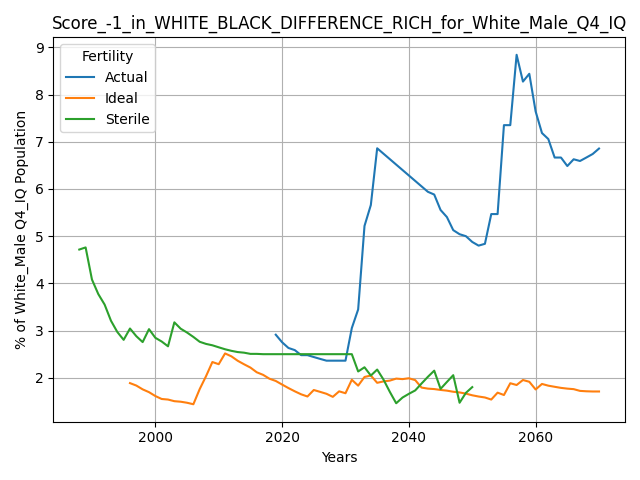 Score_-1_in_WHITE_BLACK_DIFFERENCE_RICH_for_White_Male_Q4_IQ
Fertility
Actual
Ideal
Sterile
% of White_Male Q4_IQ Population
9
8
7
6
5
4
3
2
2000
2020
2040
2060
Years